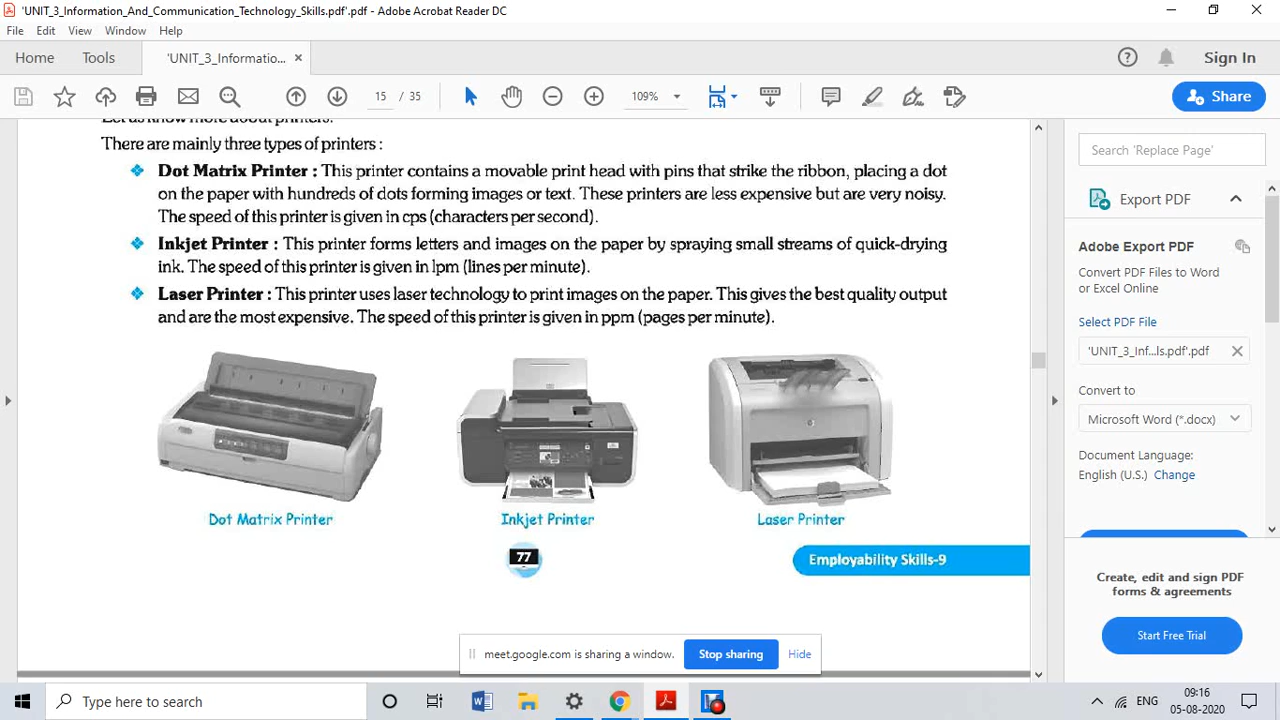 'UNIT_3_Information_And_Communication_Technology_Skills.pdf'.pdf - Adobe Acrobat Reader DC
File Edit View Window Help
Home Tools 'UNIT_3_Informatio... × Sign In
15 / 35 109% Share
Let us know more about printers.
There are mainly three types of printers :
Dot Matrix Printer : This printer contains a movable print head with pins that strike the ribbon, placing a dot
on the paper with hundreds of dots forming images or text. These printers are less expensive but are very noisy.
The speed of this printer is given in cps (characters per second).
Inkjet Printer : This printer forms letters and images on the paper by spraying small streams of quick-drying
ink. The speed of this printer is given in lpm (lines per minute).
Laser Printer : This printer uses laser technology to print images on the paper. This gives the best quality output
and are the most expensive. The speed of this printer is given in ppm (pages per minute).
Dot Matrix Printer Inkjet Printer Laser Printer
77 Employability Skills-9
Search 'Replace Page'
Export PDF
Adobe Export PDF
Convert PDF Files to Word
or Excel Online
Select PDF File
'UNIT_3_Inf...ls.pdf'.pdf
Convert to
Microsoft Word (*.docx)
Document Language:
English (U.S.) Change
Create, edit and sign PDF
forms & agreements
Start Free Trial
meet.google.com is sharing a window. Stop sharing Hide
Type here to search
ENG
09:16
05-08-2020